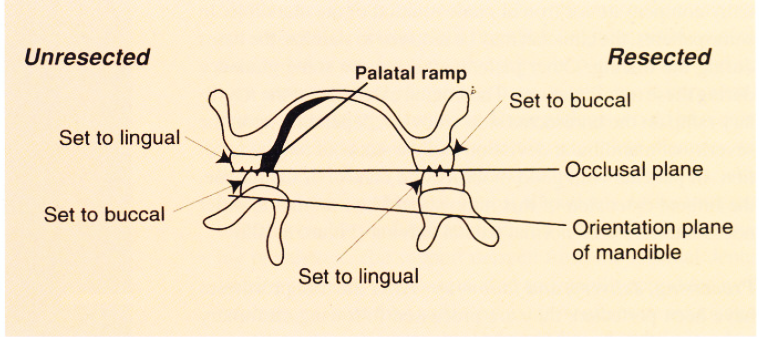 Unresected
Resected
Palatal ramp
Set to buccal
Set to lingual
Occlusal plane
Set to buccal
Orientation plane
of mandible
Set to lingual